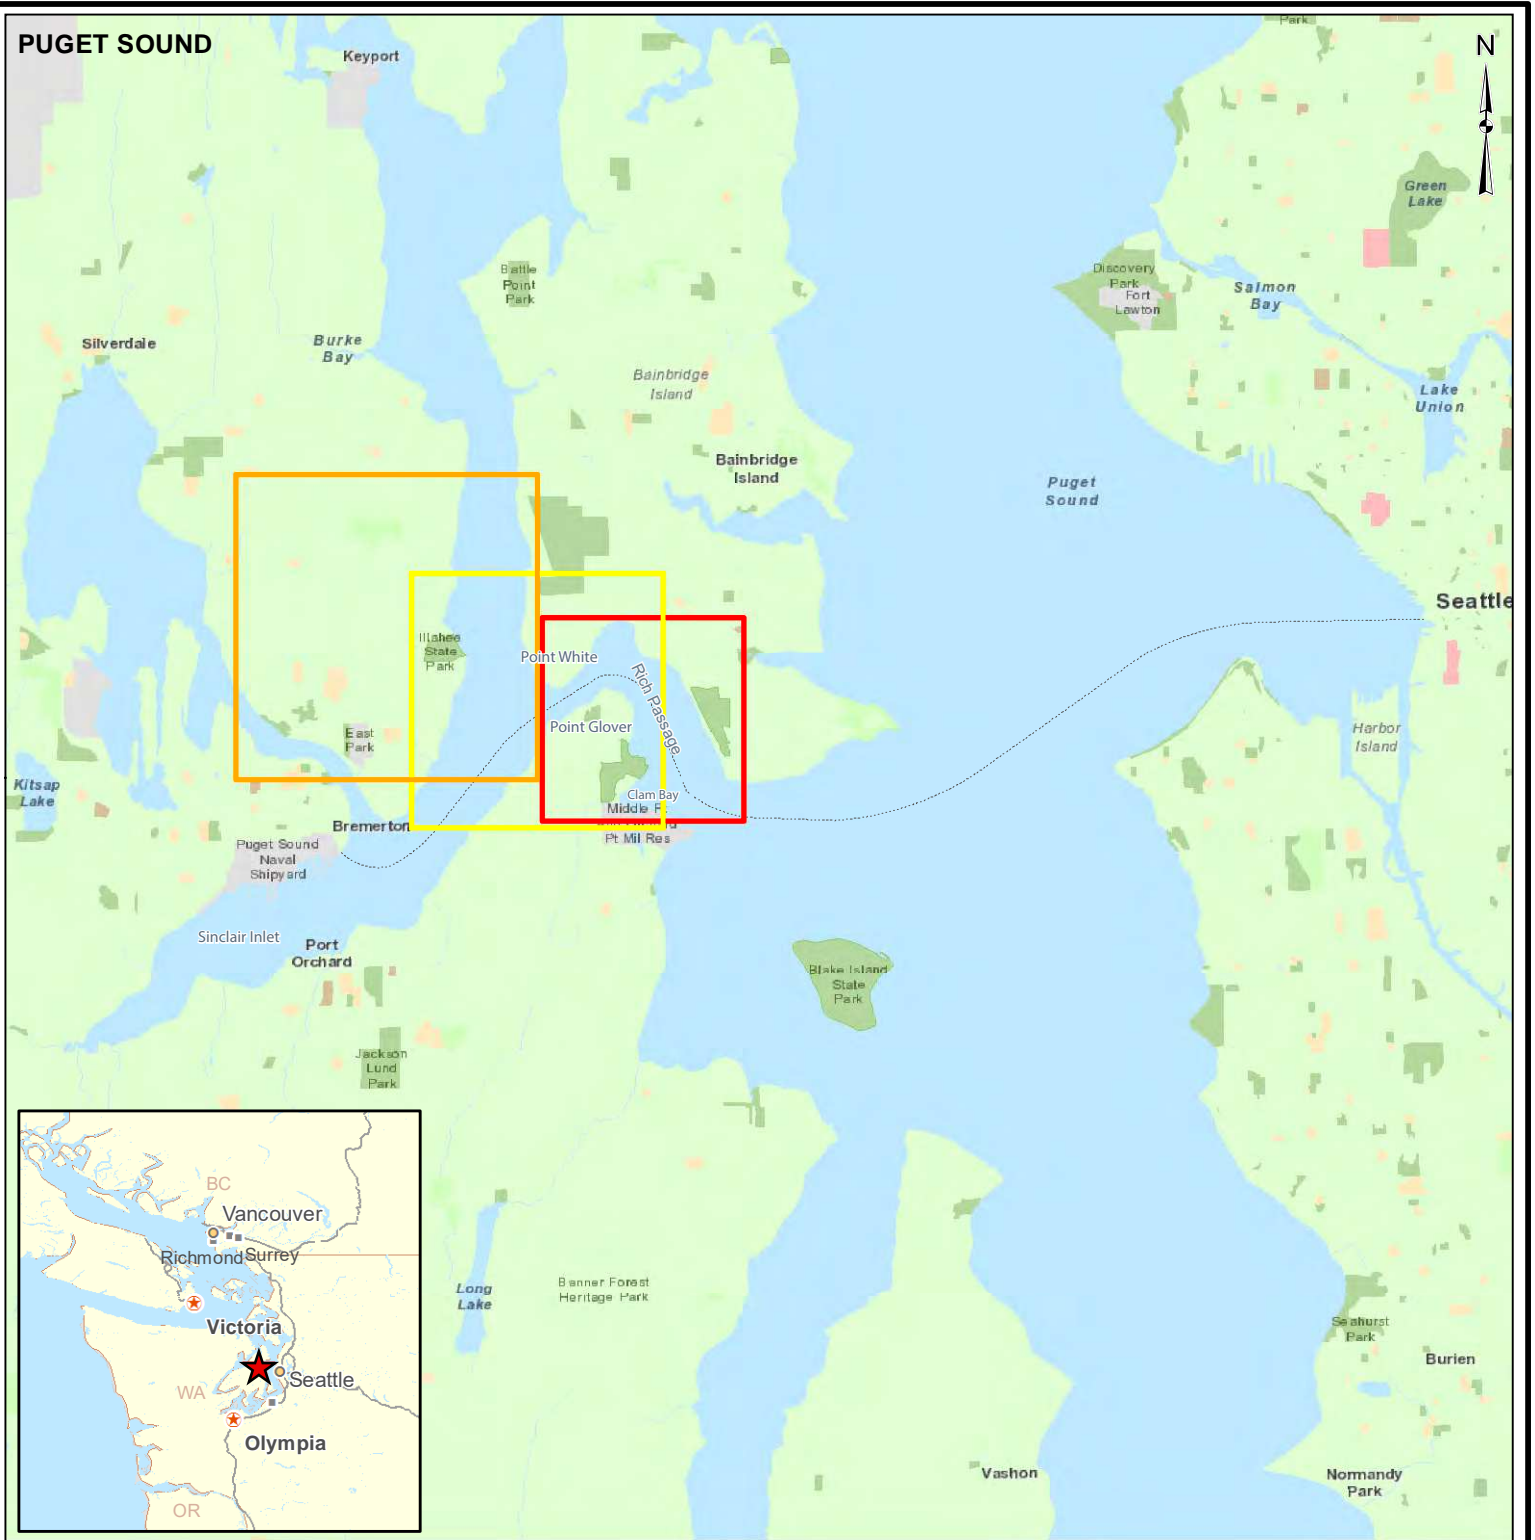 PUGET SOUND
N
Keyport
Park
Green
Lake
Battle
Point
Park
Discovery
Park
Fort
Lawton
Salmon
Bay
Silverdale
Burke
Bay
Bainbridge
Island
Lake
Union
Bainbridge
Island
Puget
Sound
Seattle
Illahee
State
Park
Point White
Rich Passage
Point Glover
East
Park
Harbor
Island
Kitsap
Lake
Clam Bay
Middle P
Pt Mil Res
Bremerton
Puget Sound
Naval
Shipyard
Sinclair Inlet
Port
Orchard
Blake Island
State
Park
Jackson
Lund
Park
BC
Vancouver
Richmond
Surrey
Victoria
WA
Seattle
Olympia
OR
Long
Lake
Banner Forest
Heritage Park
Seahurst
Park
Burien
Vashon
Normandy
Park